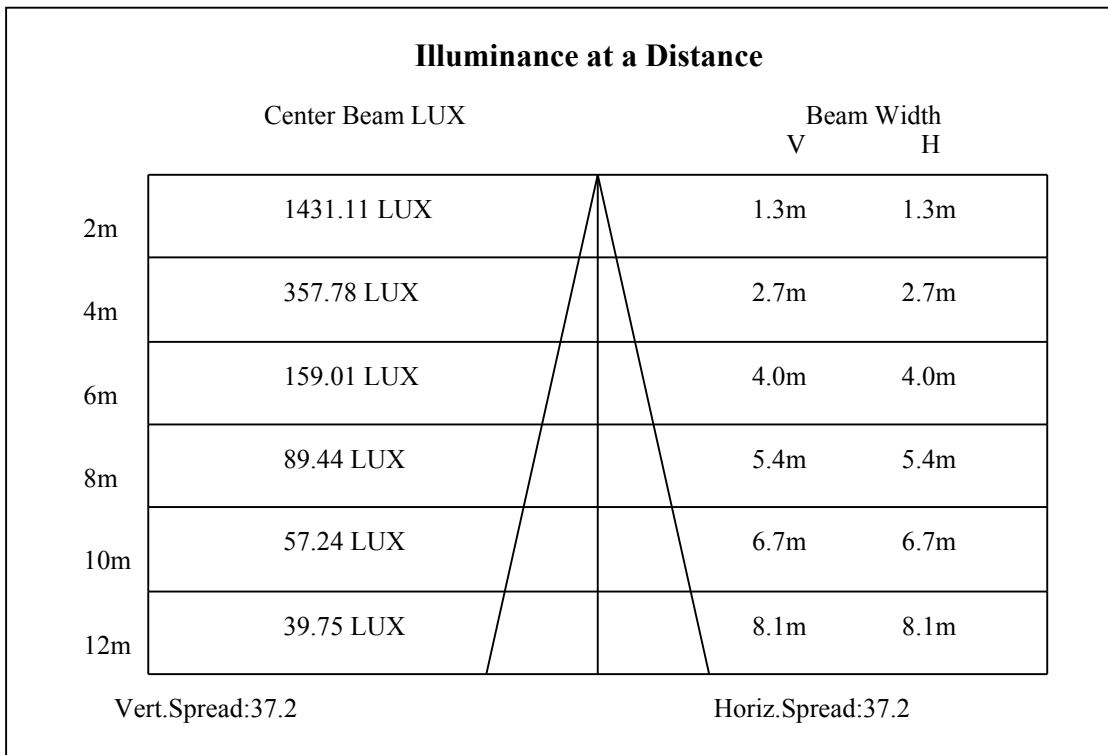 Illuminance at a Distance
Center Beam LUX Beam Width
V H
2m 1431.11 LUX 1.3m 1.3m
4m 357.78 LUX 2.7m 2.7m
6m 159.01 LUX 4.0m 4.0m
8m 89.44 LUX 5.4m 5.4m
10m 57.24 LUX 6.7m 6.7m
12m 39.75 LUX 8.1m 8.1m
Vert.Spread:37.2 Horiz.Spread:37.2